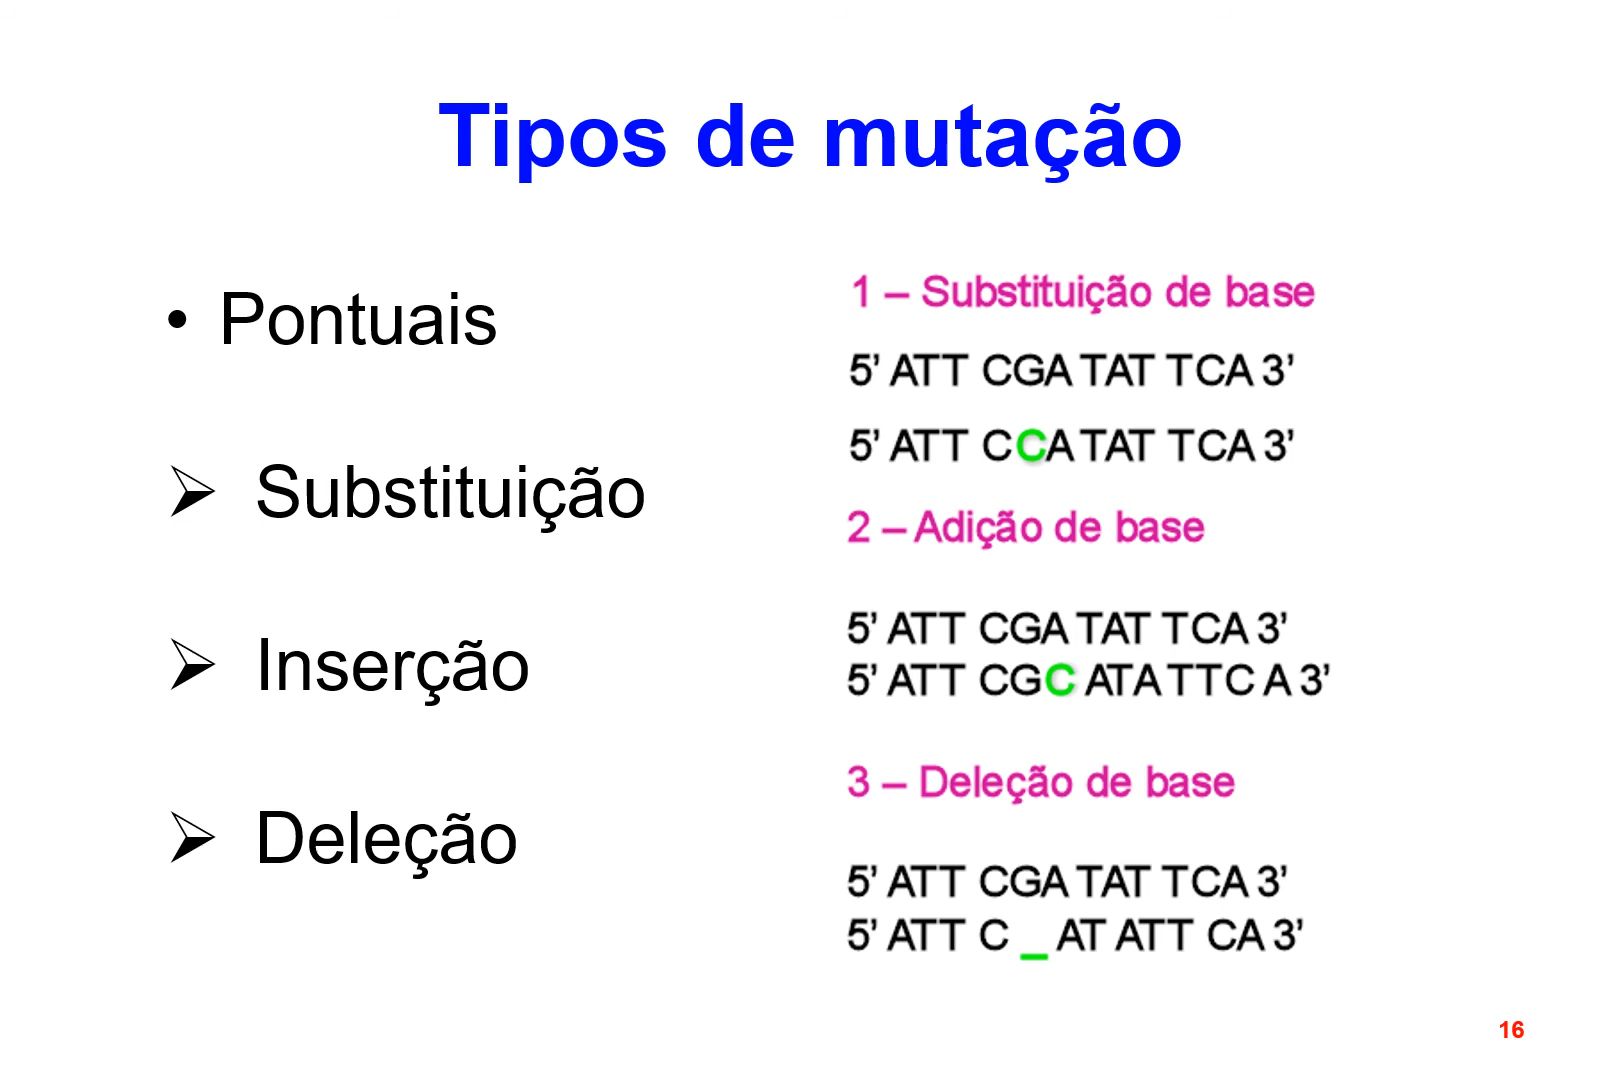 Tipos de mutação
• Pontuais
➢ Substituição
➢ Inserção
➢ Deleção
1 – Substituição de base
5’ ATT CGA TAT TCA 3’
5’ ATT CCA TAT TCA 3’
2 – Adição de base
5’ ATT CGA TAT TCA 3’
5’ ATT CGC ATA TTC A 3’
3 – Deleção de base
5’ ATT CGA TAT TCA 3’
5’ ATT C _ AT ATT CA 3’
16